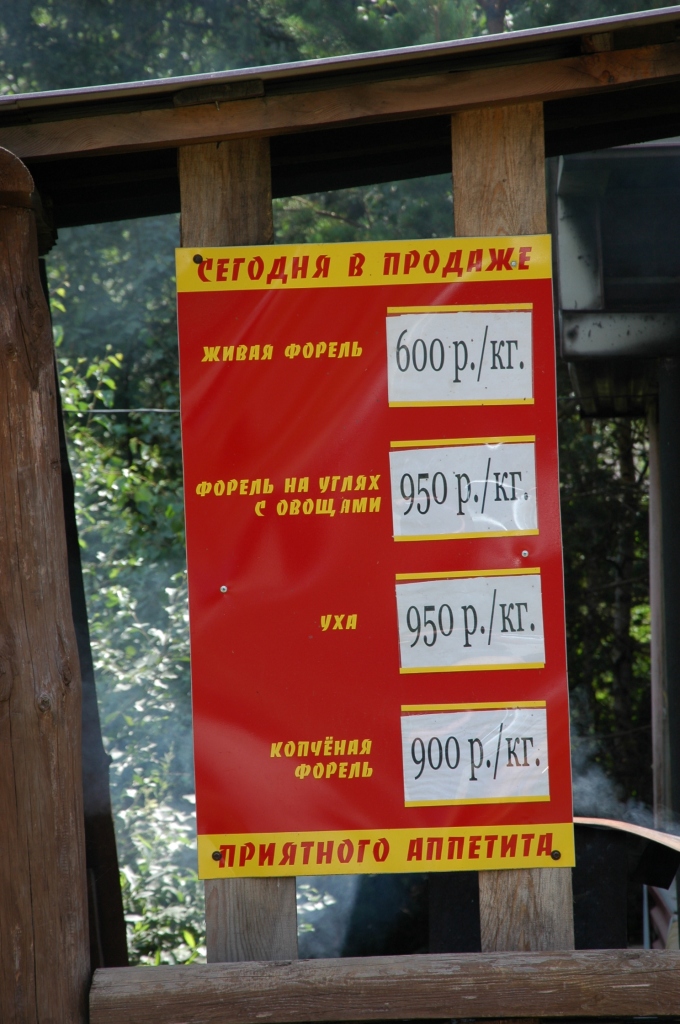 СЕГОДНЯ В ПРОДАЖЕ
ЖИВАЯ ФОРЕЛЬ 600 р./кг.
ФОРЕЛЬ НА УГЛЯХ
С ОВОЩАМИ 950 р./кг.
УХА 950 р./кг.
КОПЧЁНАЯ
ФОРЕЛЬ 900 р./кг.
ПРИЯТНОГО АППЕТИТА